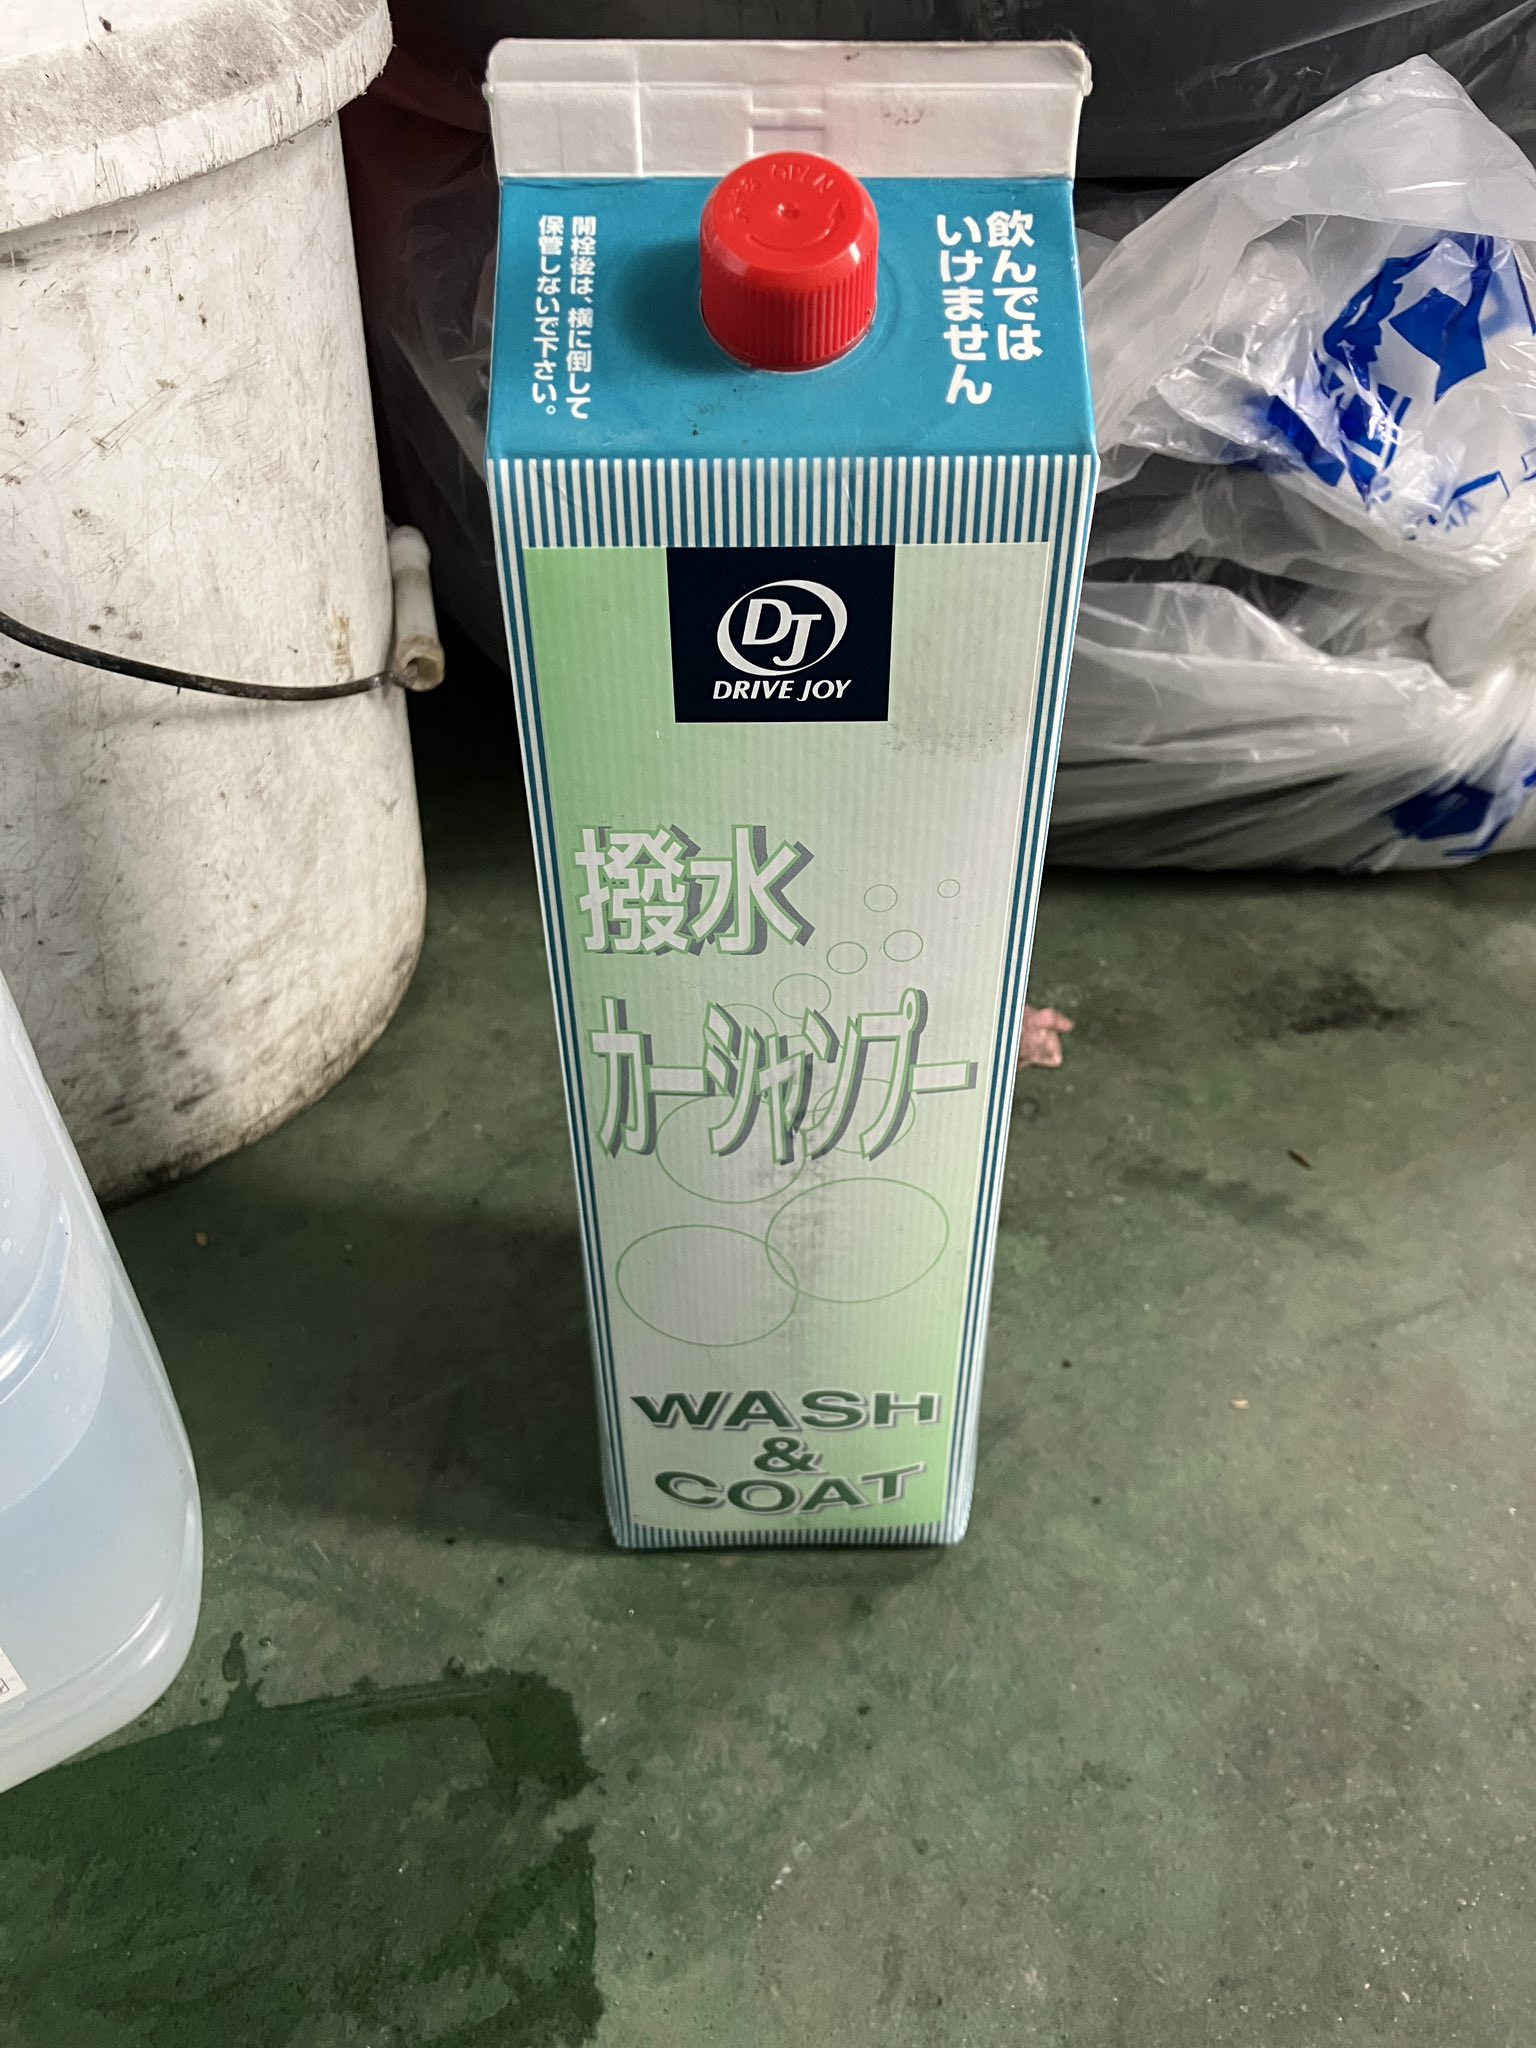 開栓後は、横に倒して
保管しないで下さい。
OPEN
飲んでは
いけません
DJ
DRIVE JOY
撥水
カーシャンプー
WASH
&
COAT